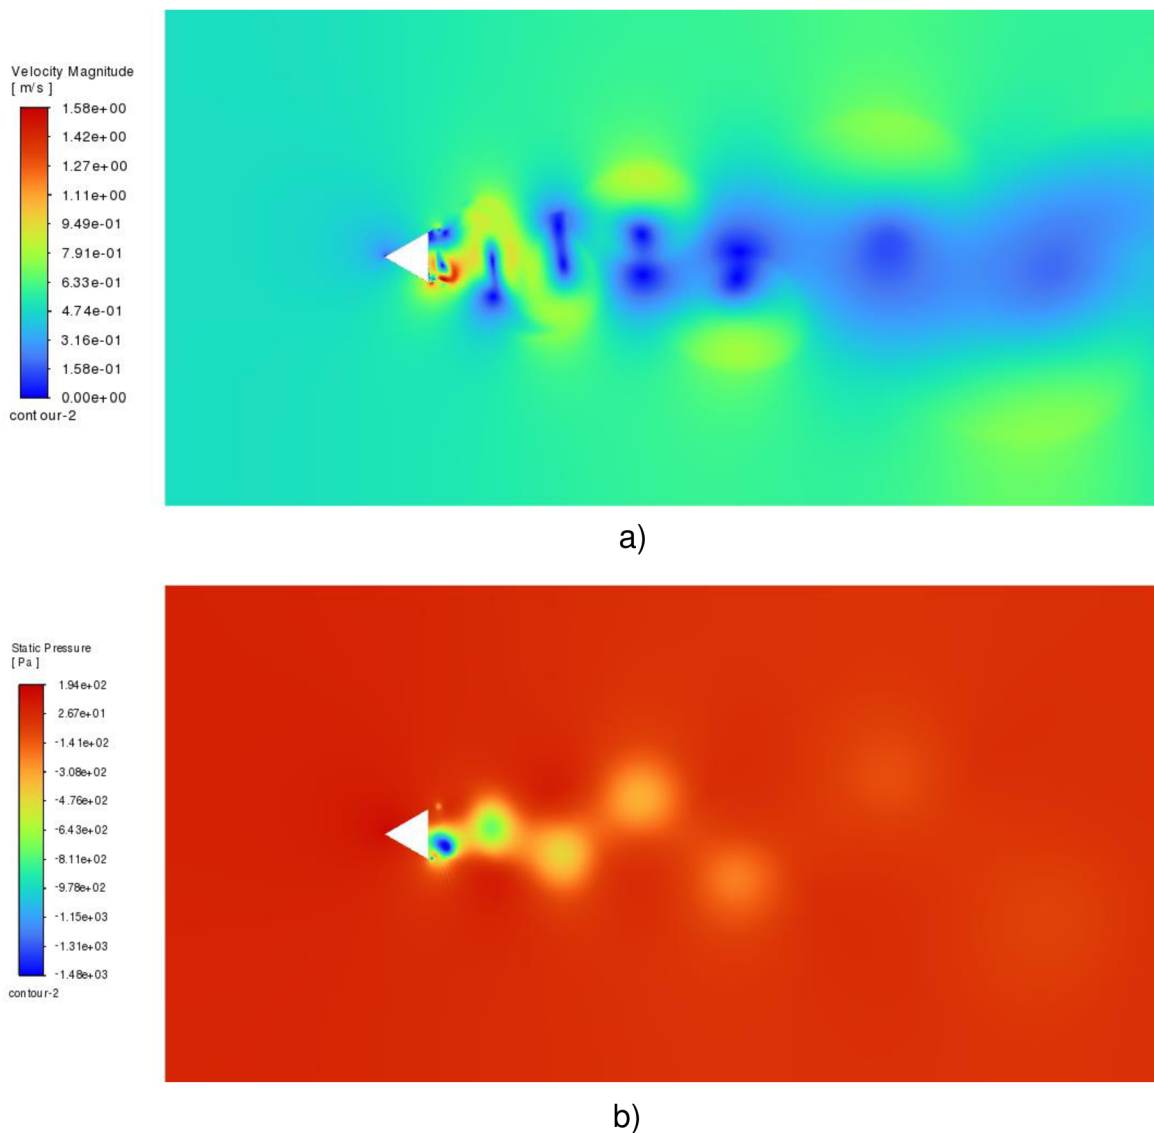 Velocity Magnitude
[ m/s ]
1.58e+00
1.42e+00
1.27e+00
1.11e+00
9.49e-01
7.91e-01
6.33e-01
4.74e-01
3.16e-01
1.58e-01
0.00e+00
contour-2
a)
Static Pressure
[ Pa ]
1.94e+02
2.67e+01
-1.41e+02
-3.08e+02
-4.76e+02
-6.43e+02
-8.11e+02
-9.78e+02
-1.15e+03
-1.31e+03
-1.48e+03
contour-2
b)